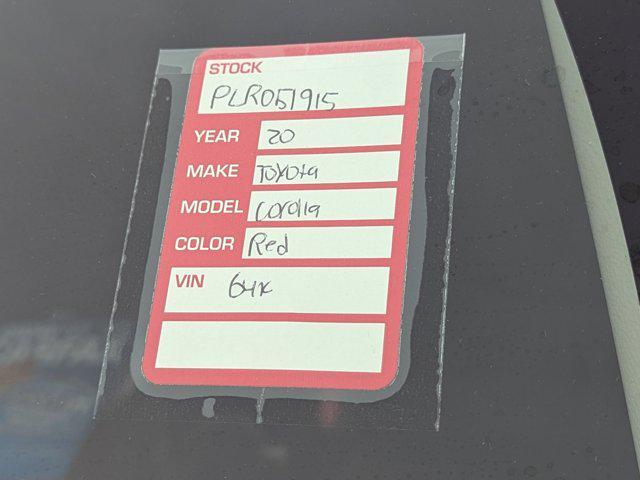 STOCK
PLR051915
YEAR 20
MAKE Toyota
MODEL Corolla
COLOR Red
VIN 64K